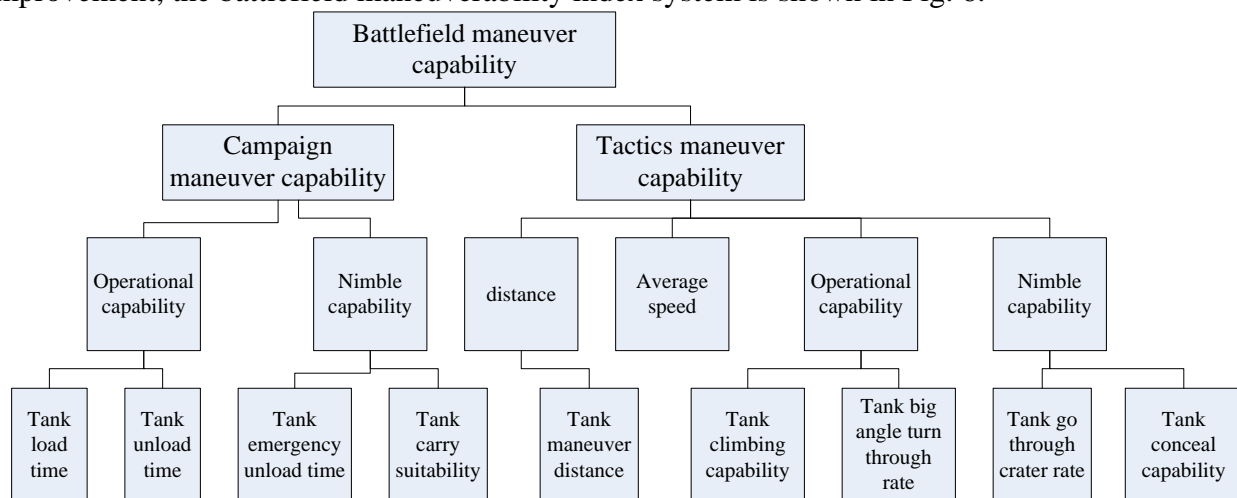 mprovement, the battlefield maneuverability index system is shown in Fig. 6.
Battlefield maneuver
capability
Campaign
maneuver capability
Tactics maneuver
capability
Operational
capability
Nimble
capability
distance
Average
speed
Operational
capability
Nimble
capability
Tank
load
time
Tank
unload
time
Tank
emergency
unload time
Tank
carry
suitability
Tank
maneuver
distance
Tank
climbing
capability
Tank big
angle turn
through
rate
Tank go
through
crater rate
Tank
conceal
capability